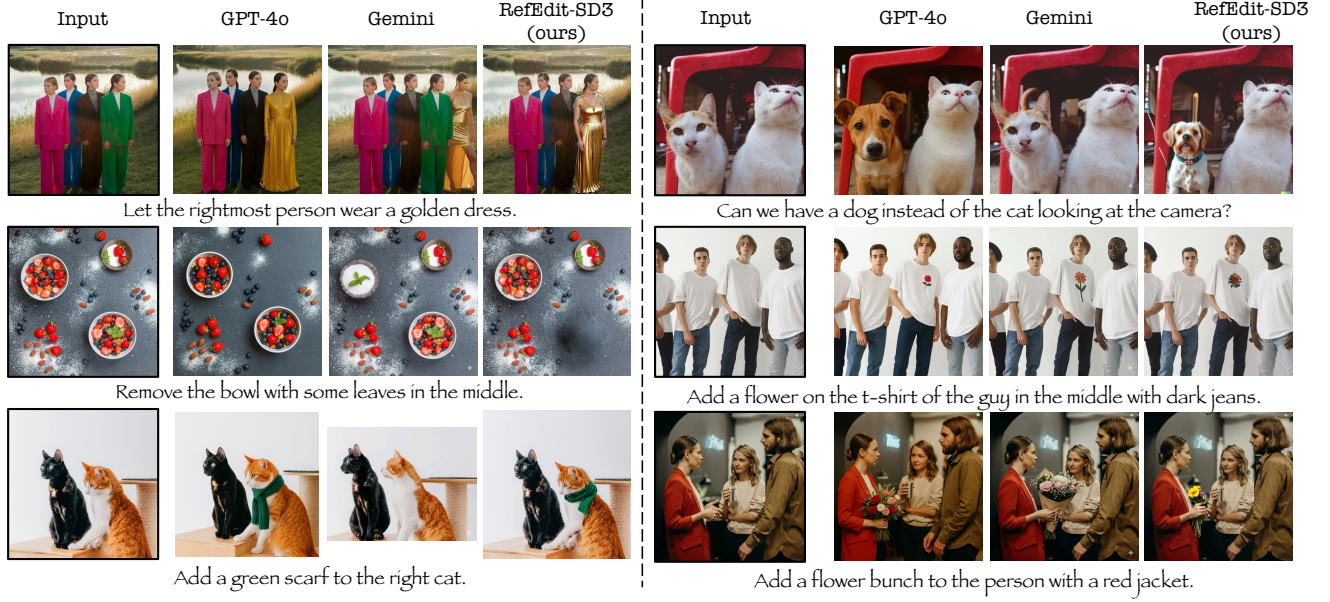 Input GPT-4o Gemini RefEdit-SD3 (ours)
Let the rightmost person wear a golden dress.
Remove the bowl with some leaves in the middle.
Add a green scarf to the right cat.
Input GPT-4o Gemini RefEdit-SD3 (ours)
Can we have a dog instead of the cat looking at the camera?
Add a flower on the t-shirt of the guy in the middle with dark jeans.
This
Add a flower bunch to the person with a red jacket.